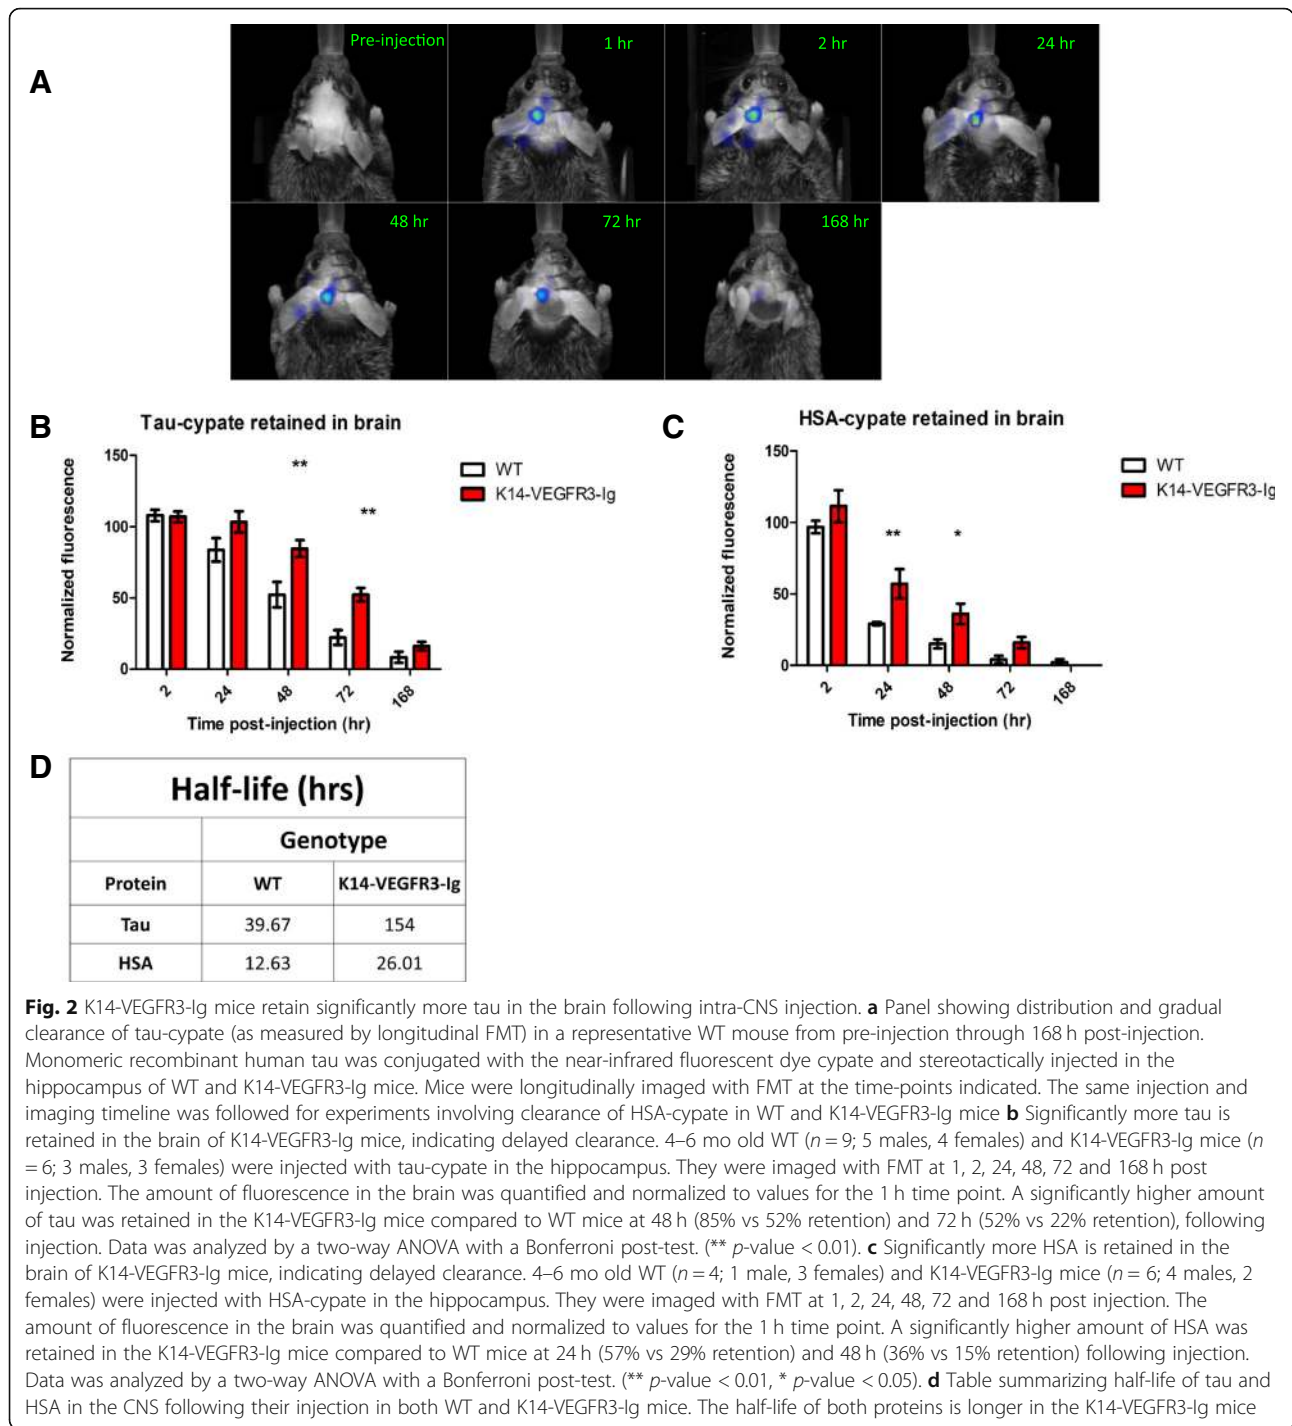 A
Pre-injection
1 hr
2 hr
24 hr
48 hr
72 hr
168 hr
B
Tau-cypate retained in brain
Normalized fluorescence
150
100
50
0
**
**
WT
K14-VEGFR3-Ig
2
24
48
72
168
Time post-injection (hr)
C
HSA-cypate retained in brain
Normalized fluorescence
150
100
50
0
**
*
WT
K14-VEGFR3-Ig
2
24
48
72
168
Time post-injection (hr)
D
Half-life (hrs)
Genotype
Protein WT K14-VEGFR3-Ig
Tau 39.67 154
HSA 12.63 26.01
Fig. 2 K14-VEGFR3-Ig mice retain significantly more tau in the brain following intra-CNS injection. a Panel showing distribution and gradual
clearance of tau-cypate (as measured by longitudinal FMT) in a representative WT mouse from pre-injection through 168 h post-injection.
Monomeric recombinant human tau was conjugated with the near-infrared fluorescent dye cypate and stereotactically injected in the
hippocampus of WT and K14-VEGFR3-Ig mice. Mice were longitudinally imaged with FMT at the time-points indicated. The same injection and
imaging timeline was followed for experiments involving clearance of HSA-cypate in WT and K14-VEGFR3-Ig mice b Significantly more tau is
retained in the brain of K14-VEGFR3-Ig mice, indicating delayed clearance. 4–6 mo old WT (n = 9; 5 males, 4 females) and K14-VEGFR3-Ig mice (n
= 6; 3 males, 3 females) were injected with tau-cypate in the hippocampus. They were imaged with FMT at 1, 2, 24, 48, 72 and 168 h post
injection. The amount of fluorescence in the brain was quantified and normalized to values for the 1 h time point. A significantly higher amount
of tau was retained in the K14-VEGFR3-Ig mice compared to WT mice at 48 h (85% vs 52% retention) and 72 h (52% vs 22% retention), following
injection. Data was analyzed by a two-way ANOVA with a Bonferroni post-test. (** p-value < 0.01). c Significantly more HSA is retained in the
brain of K14-VEGFR3-Ig mice, indicating delayed clearance. 4–6 mo old WT (n = 4; 1 male, 3 females) and K14-VEGFR3-Ig mice (n = 6; 4 males, 2
females) were injected with HSA-cypate in the hippocampus. They were imaged with FMT at 1, 2, 24, 48, 72 and 168 h post injection. The
amount of fluorescence in the brain was quantified and normalized to values for the 1 h time point. A significantly higher amount of HSA was
retained in the K14-VEGFR3-Ig mice compared to WT mice at 24 h (57% vs 29% retention) and 48 h (36% vs 15% retention) following injection.
Data was analyzed by a two-way ANOVA with a Bonferroni post-test. (** p-value < 0.01, * p-value < 0.05). d Table summarizing half-life of tau and
HSA in the CNS following their injection in both WT and K14-VEGFR3-Ig mice. The half-life of both proteins is longer in the K14-VEGFR3-Ig mice